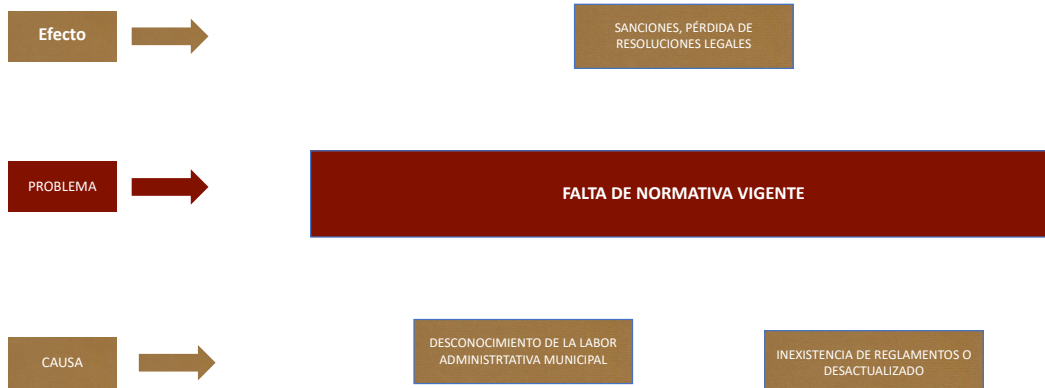 Efecto
SANCIONES, PÉRDIDA DE
RESOLUCIONES LEGALES
PROBLEMA
FALTA DE NORMATIVA VIGENTE
CAUSA
DESCONOCIMIENTO DE LA LABOR
ADMINISTRTATIVA MUNICIPAL
INEXISTENCIA DE REGLAMENTOS O
DESACTUALIZADO